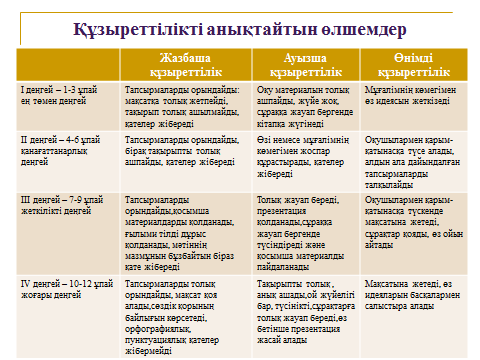 Құзыреттілікті анықтайтын өлшемдер
Жазбаша
құзыреттілік
Ауызша
құзыреттілік
Өнімді
құзыреттілік
І деңгей – 1-3 ұпай
ең төмен деңгей
Тапсырмаларды орындайды:
мақсатқа толық жетпейді,
тақырып толық ашылмайды,
қателер жібереді
Оқу материалын толық
ашпайды, жүйе жоқ,
сұраққа жауап бергенде
кітапқа жүгінеді
Мұғалімнің көмегімен
өз идеясын жеткізеді
ІІ деңгей – 4-6 ұпай
қанағаттанарлық
деңгей
Тапсырмаларды орындайды,
бірақ тақырыпты толық
ашпайды, қателер жібереді
Өзі немесе мұғалімнің
көмегімен жоспар
құрастырады, қателер
жібереді
Оқушылармен қарым-
қатынасқа түсе алады,
алдын ала дайындалған
тапсырмаларды
талқылайды
ІІІ деңгей – 7-9 ұпай
жеткілікті деңгей
Тапсырмаларды
орындайды,қосымша
материалдарды қолданады,
ғылыми тілді дұрыс
қолданады, мәтіннің
мазмұнын бұзбайтын біраз
қате жібереді
Толық жауап береді,
презентация
қолданады,сұраққа
жауап бергенде
түсіндіреді және
қосымша материалды
пайдаланады
Оқушылармен қарым-
қатынасқа түскенде
мақсатына жетеді,
сұрақтар қояды, өз ойын
айтады
IV деңгей – 10-12 ұпай
жоғары деңгей
Тапсырмаларды толық
орындайды, мақсат қоя
алады,сөздік қорының
байлығын көрсетеді,
орфографиялық,
пунктуациялық қателер
жібермейді
Тақырыпты толық ,
анық ашады,ой жүйелігі
бар, түсінікті,сұрақтарға
толық жауап береді,өз
бетінше презентация
жасай алады
Мақсатына жетеді, өз
идеяларын басқалармен
салыстыра алады